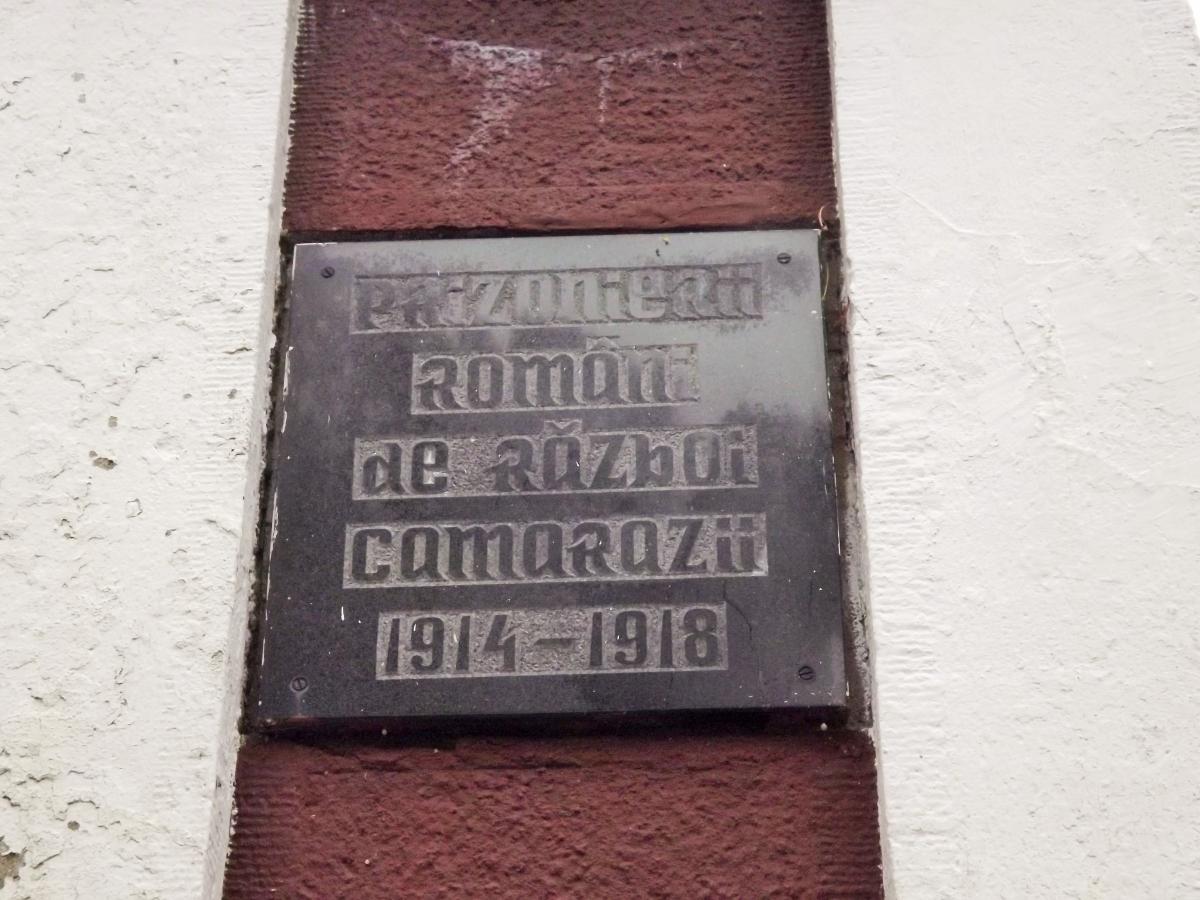 Prizonierii
Români
de Război
Camarazii
1914-1918